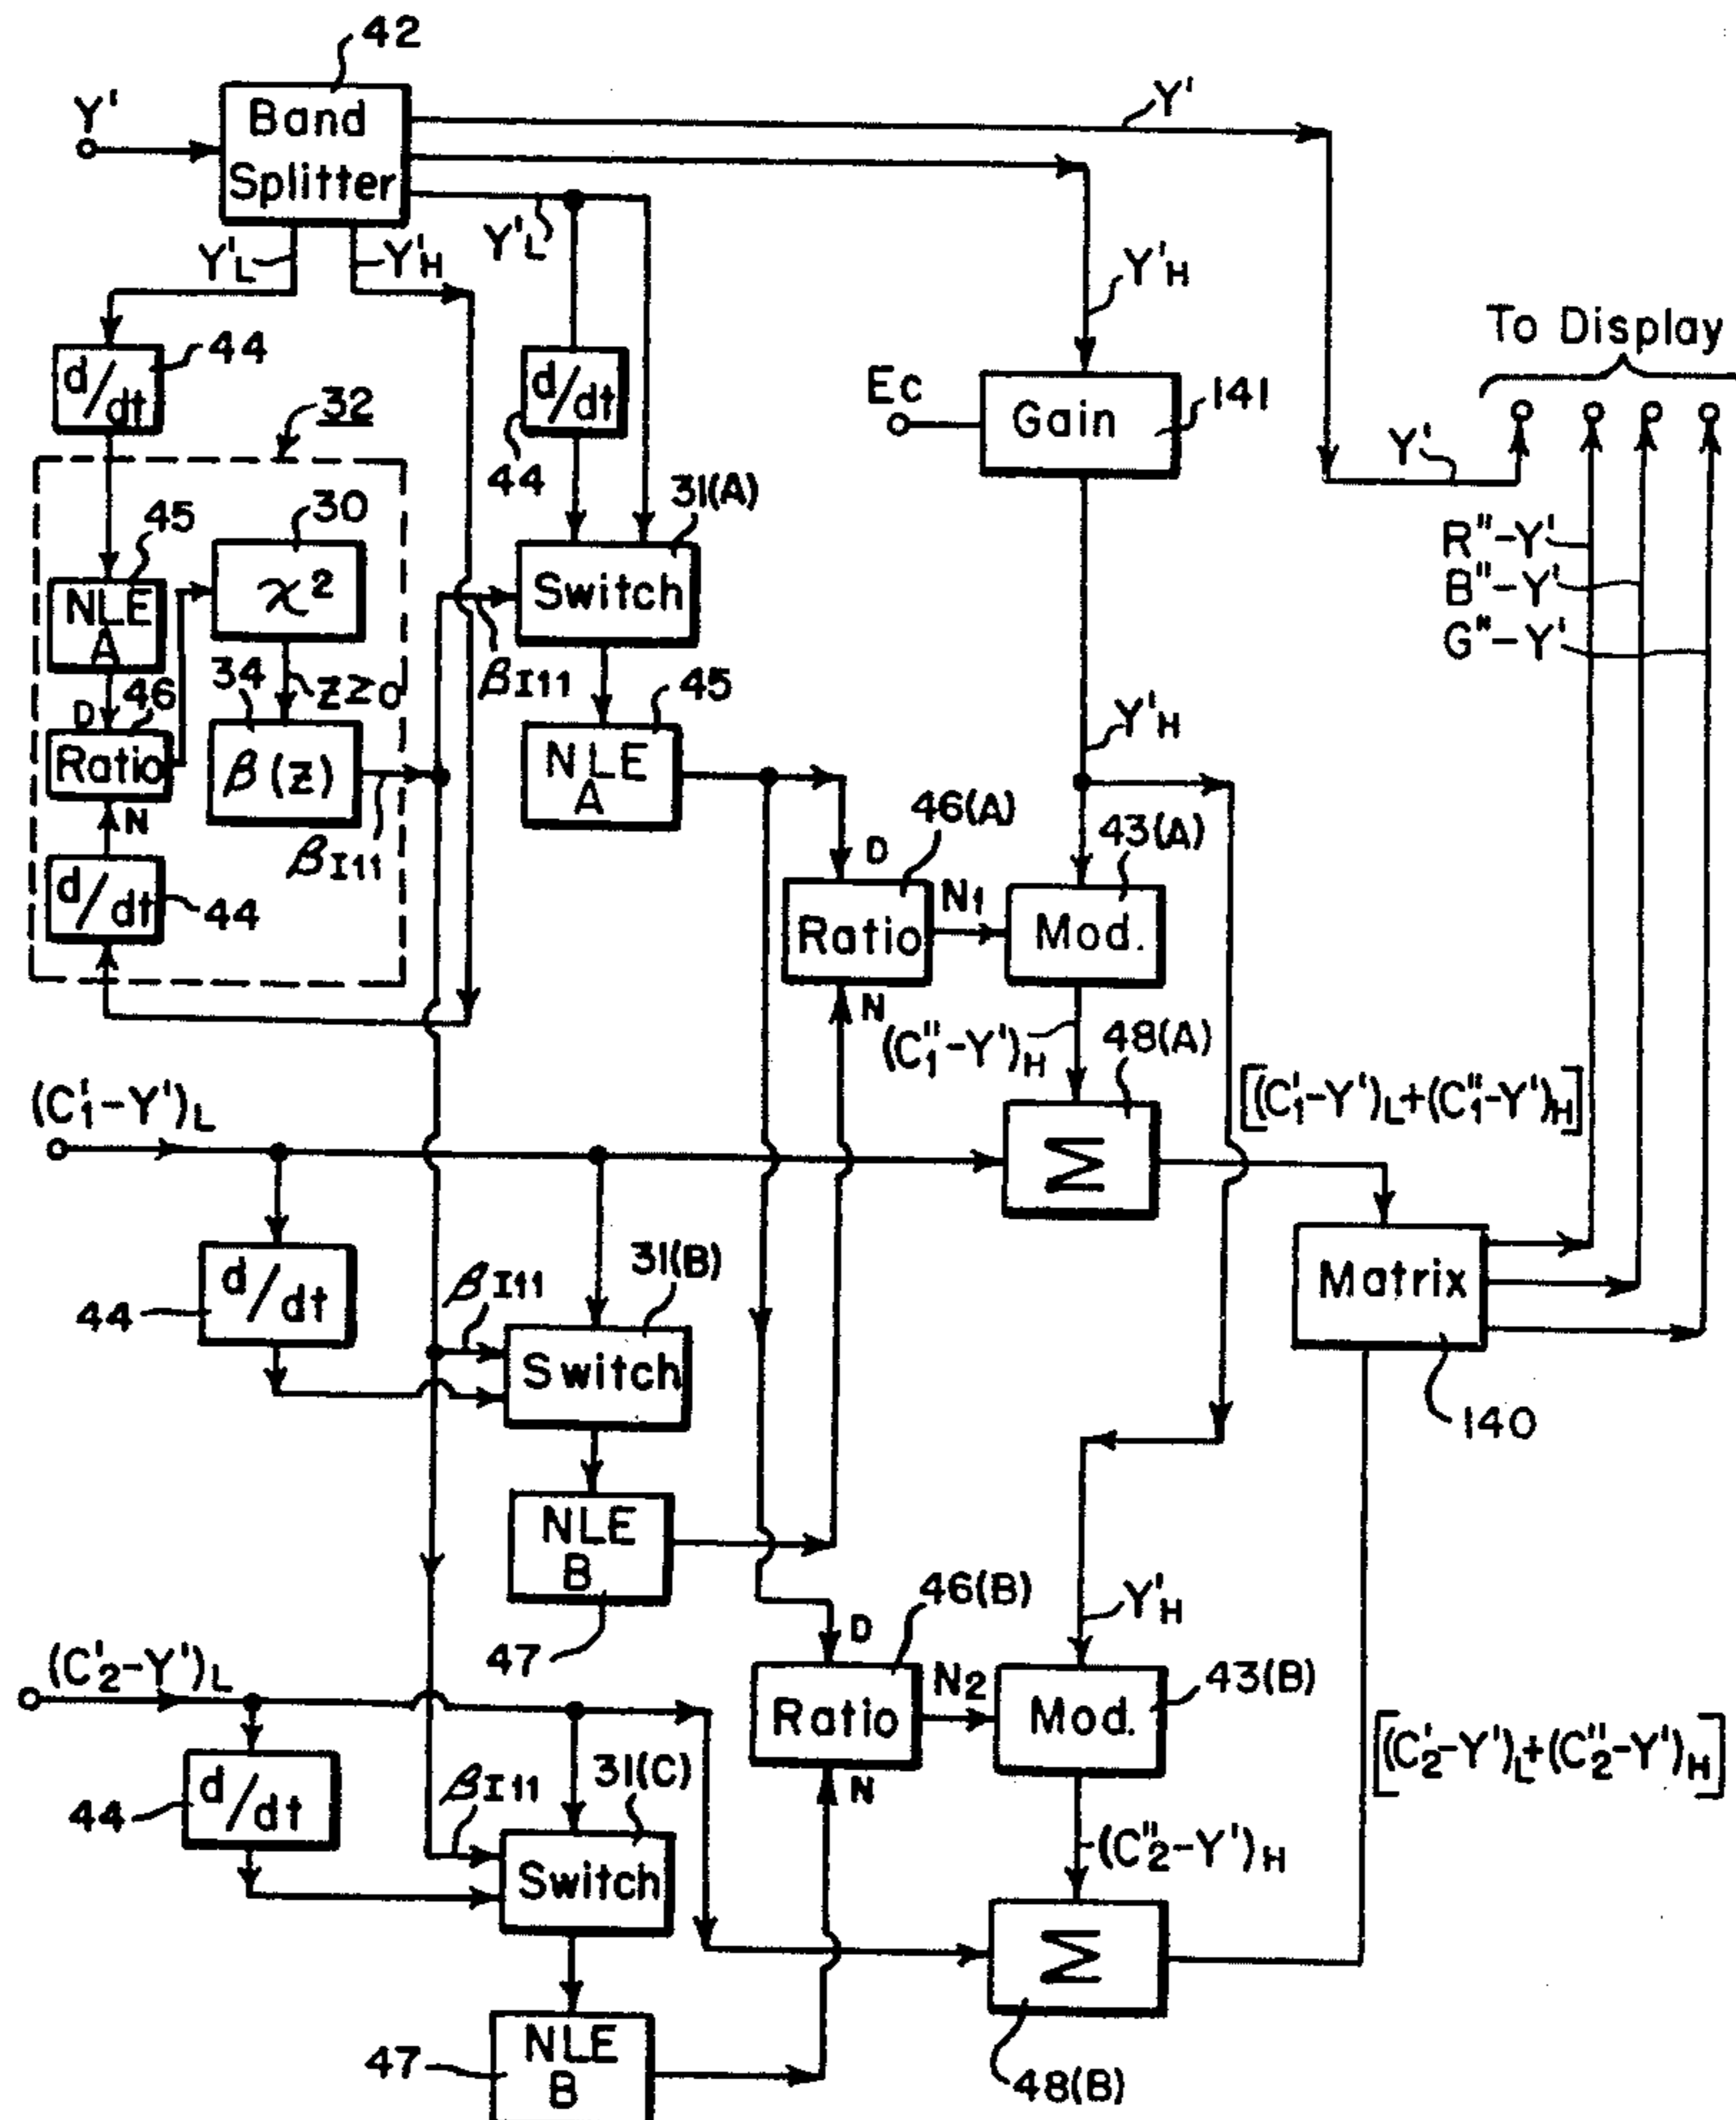 42
Y'
Band
Splitter
Y'
Y'L
Y'H
Y'L
Y'H
To Display
d/dt
44
32
d/dt
44
Ec
Gain
141
Y'
45
30
31(A)
NLE
A
χ²
Switch
R"-Y'
B"-Y'
G"-Y'
34
Z≥0
βI11
45
46
D
Ratio
β(z)
NLE
A
Y'H
N
βI11
46(A)
43(A)
D
N1
d/dt
44
Ratio
Mod.
N
(C"1-Y')H
48(A)
[(C'1-Y')L+(C"1-Y')H]
(C'1-Y')L
Σ
d/dt
44
βI11
31(B)
Switch
Matrix
140
NLE
B
47
46(B)
Y'H
D
(C'2-Y')L
Ratio
N2
Mod.
43(B)
N
[(C'2-Y')L+(C"2-Y')H]
d/dt
44
βI11
31(C)
Switch
(C"2-Y')H
Σ
NLE
B
47
48(B)